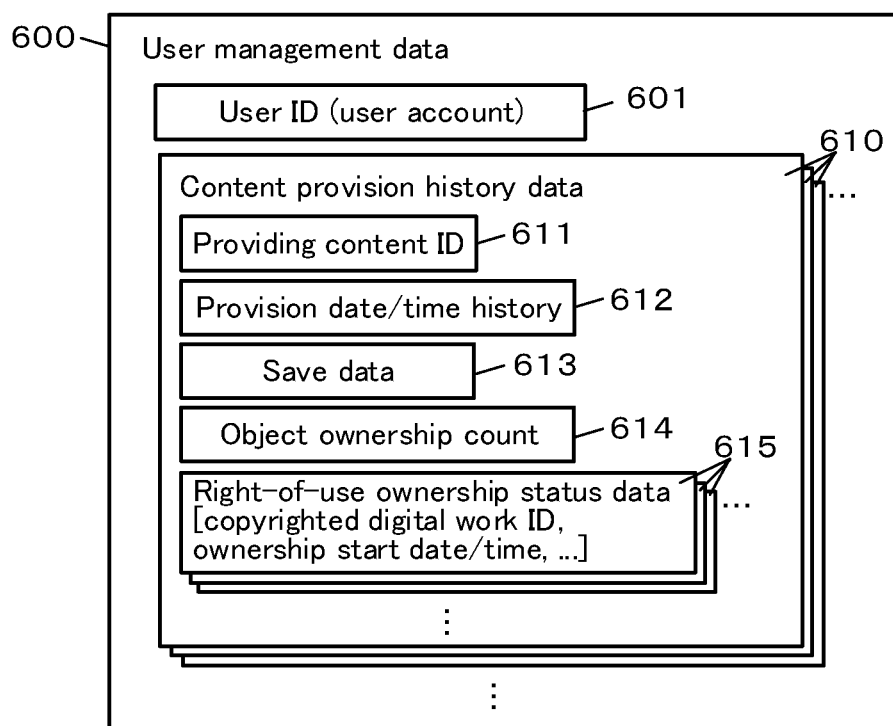 600
User management data
User ID (user account)
601
610
Content provision history data
...
Providing content ID
611
Provision date/time history
612
Save data
613
Object ownership count
614
615
Right-of-use ownership status data
[copyrighted digital work ID,
ownership start date/time, ...]
...
⋮
⋮